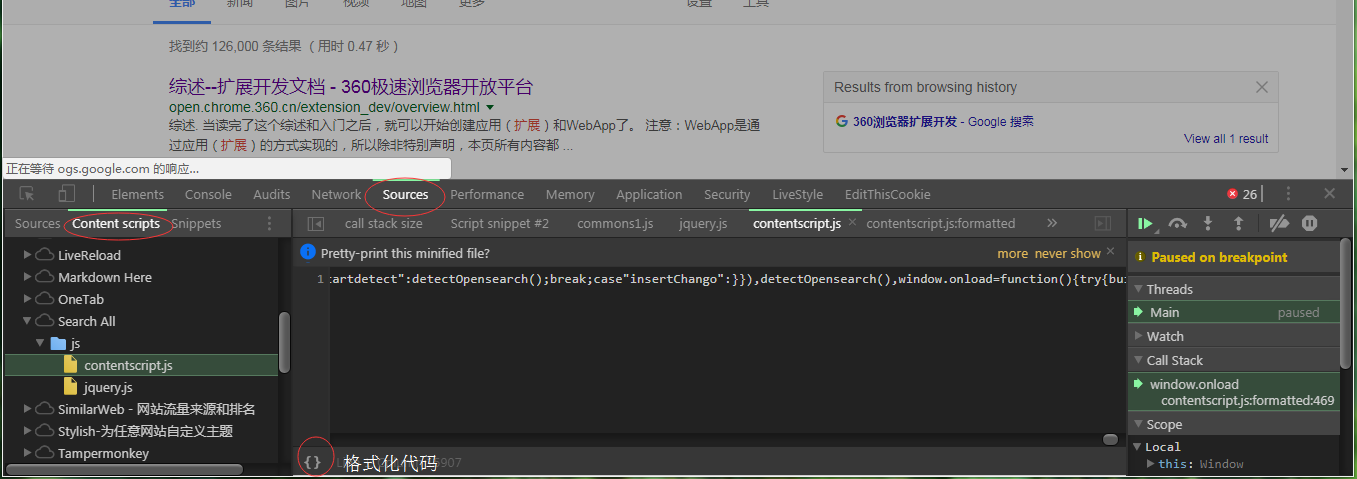 全部 新闻 图片 视频 地图 更多 设置 工具
找到约 126,000 条结果 （用时 0.47 秒）
综述--扩展开发文档 - 360极速浏览器开放平台
open.chrome.360.cn/extension_dev/overview.html
综述. 当读完了这个综述和入门之后，就可以开始创建应用（扩展）和WebApp了。 注意：WebApp是通
过应用（扩展）的方式实现的，所以除非特别声明，本页所有内容都 ...
Results from browsing history
360浏览器扩展开发 - Google 搜索
View all 1 result
正在等待 ogs.google.com 的响应...
Elements Console Audits Network Sources Performance Memory Application Security LiveStyle EditThisCookie 26
Sources Content scripts Snippets
call stack size Script snippet #2 commons1.js jquery.js contentscript.js contentscript.js:formatted
LiveReload
Markdown Here
OneTab
Search All
js
contentscript.js
jquery.js
SimilarWeb - 网站流量来源和排名
Stylish-为任意网站自定义主题
Tampermonkey
Pretty-print this minified file? more never show
1 tartdetect":detectOpensearch();break;case"insertChango":}}),detectOpensearch(),window.onload=function(){try{bui
{} 格式化代码 5907
Paused on breakpoint
Threads
Main paused
Watch
Call Stack
window.onload
contentscript.js:formatted:469
Scope
Local
this: Window